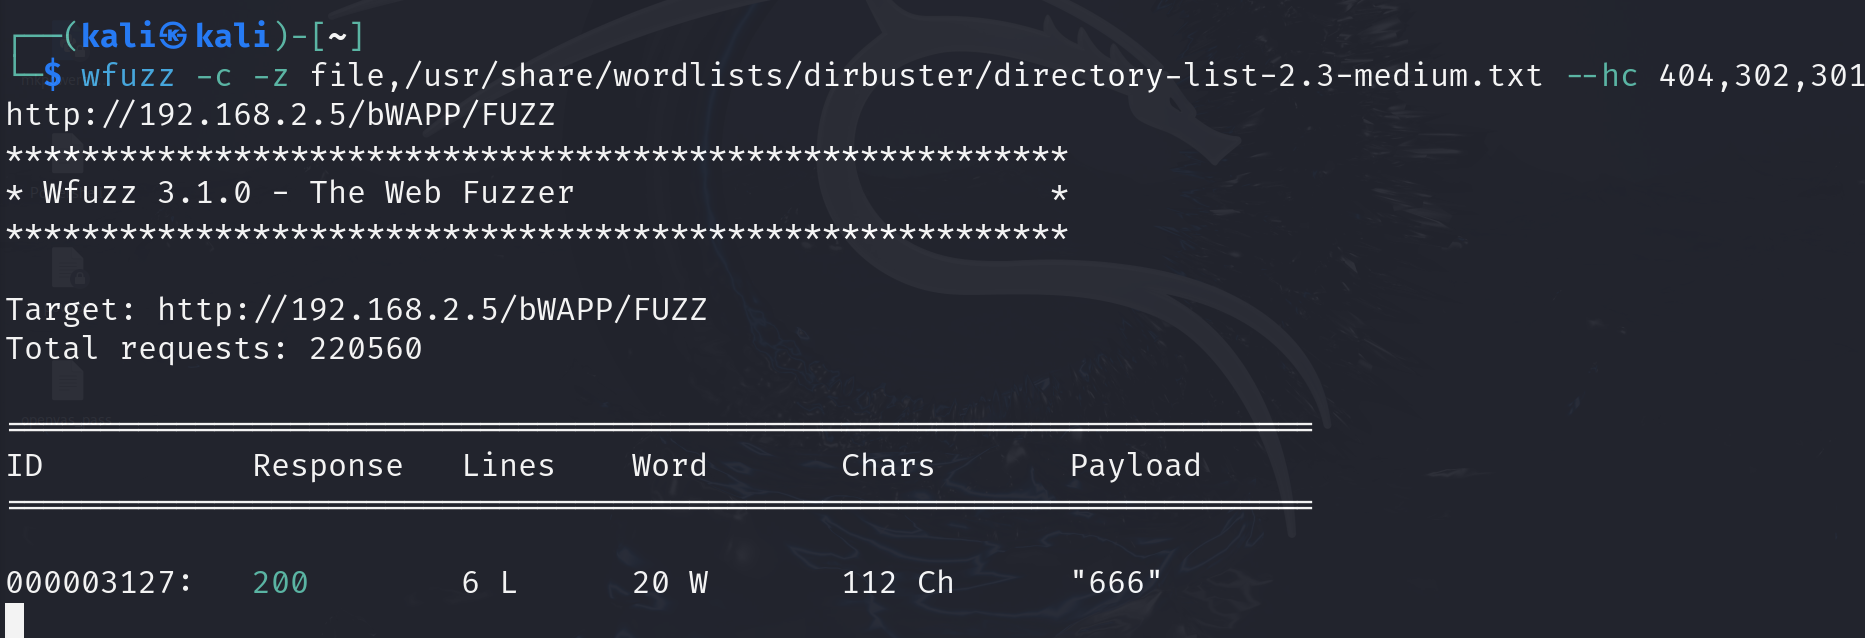 ┌──(kali㉿kali)-[~]
└─$ wfuzz -c -z file,/usr/share/wordlists/dirbuster/directory-list-2.3-medium.txt --hc 404,302,301
http://192.168.2.5/bWAPP/FUZZ
********************************************************
* Wfuzz 3.1.0 - The Web Fuzzer                         *
********************************************************
Target: http://192.168.2.5/bWAPP/FUZZ
Total requests: 220560
=====================================================================
ID           Response   Lines    Word       Chars       Payload
=====================================================================
000003127:   200        6 L      20 W       112 Ch      "666"